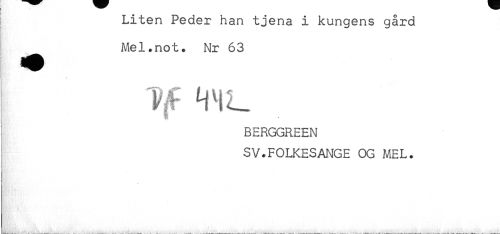 Liten Peder han tjena i kungens gård
Mel.not. Nr 63
DF 442
BERGGREEN
SV.FOLKESANGE OG MEL.